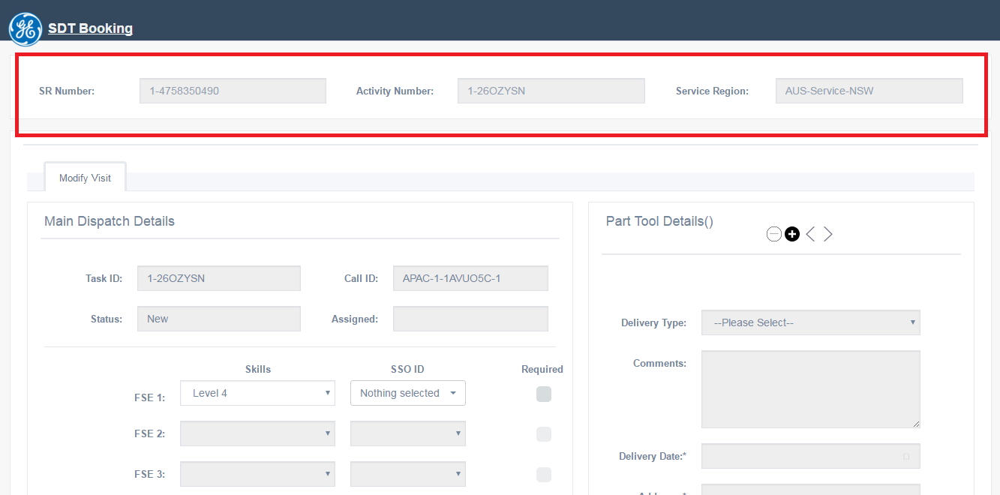 SDT Booking
SR Number: 1-4758350490 Activity Number: 1-26OZYSN Service Region: AUS-Service-NSW
Modify Visit
Main Dispatch Details
Task ID: 1-26OZYSN Call ID: APAC-1-1AVUO5C-1
Status: New Assigned:
Skills SSO ID Required
FSE 1: Level 4 Nothing selected
FSE 2:
FSE 3:
Part Tool Details()
Delivery Type: --Please Select--
Comments:
Delivery Date:*